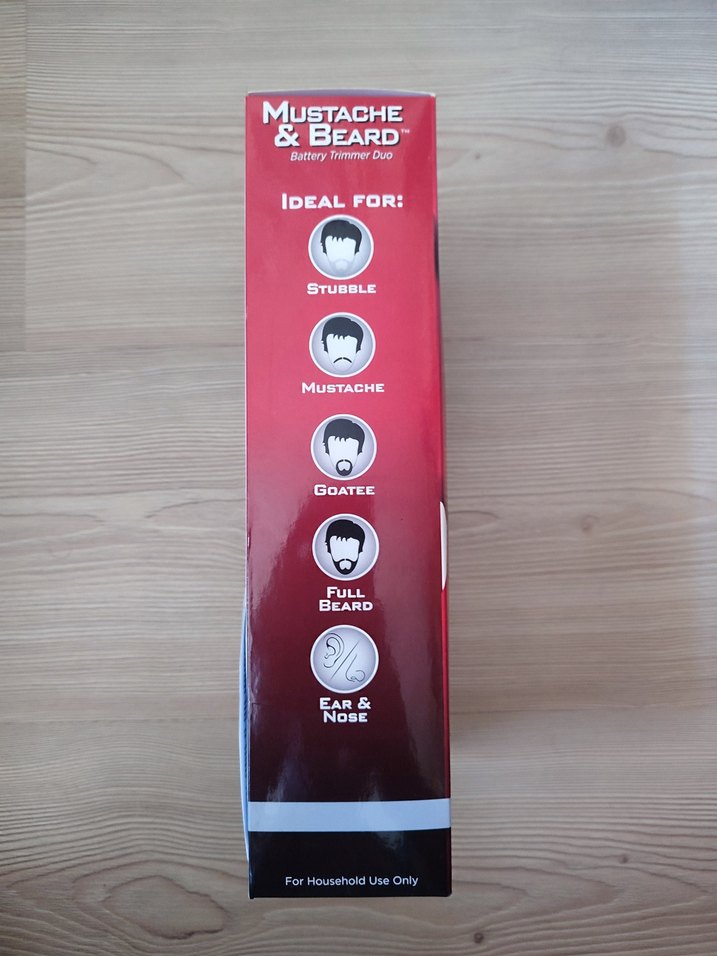 MUSTACHE
& BEARD™
Battery Trimmer Duo
IDEAL FOR:
STUBBLE
MUSTACHE
GOATEE
FULL
BEARD
EAR &
NOSE
For Household Use Only